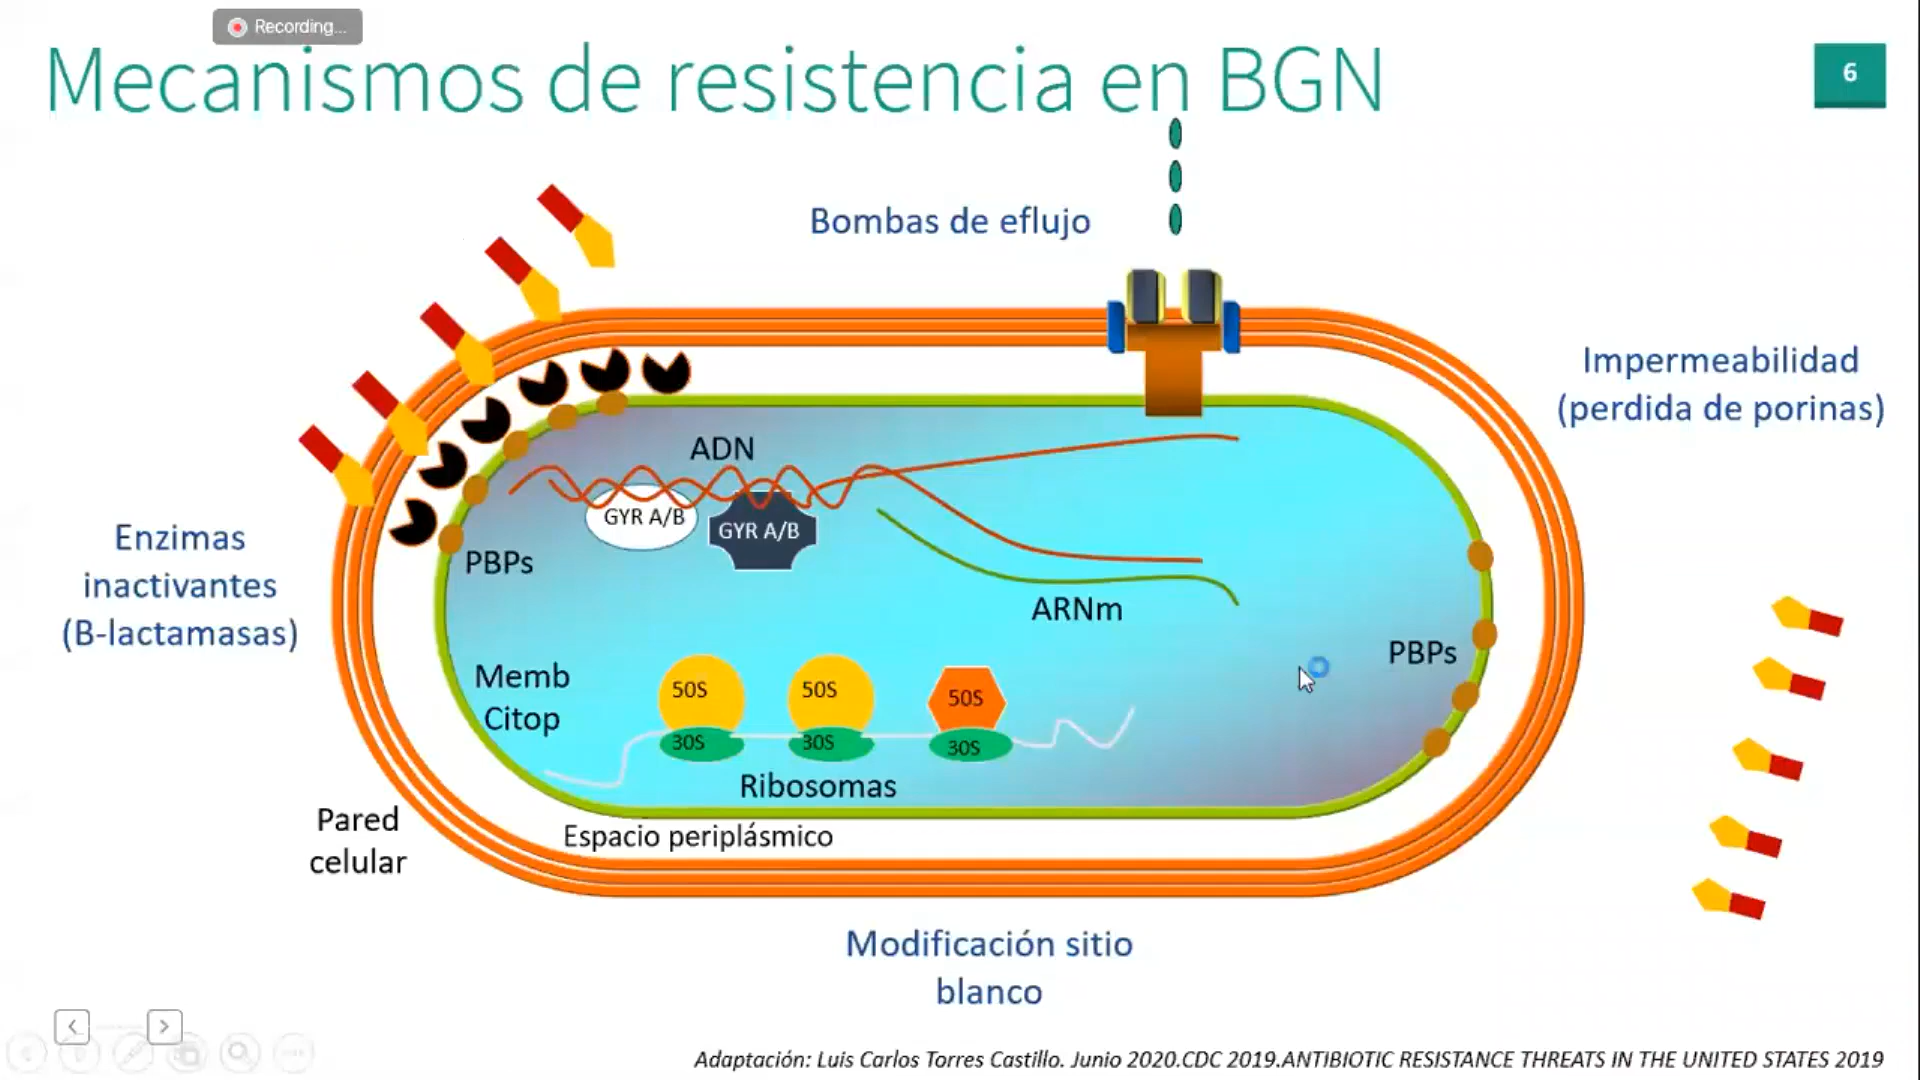 Recording...
Mecanismos de resistencia en BGN
6
Bombas de eflujo
Impermeabilidad
(perdida de porinas)
ADN
GYR A/B
GYR A/B
Enzimas
inactivantes
(B-lactamasas)
PBPs
ARNm
PBPs
Memb
Citop
50S
50S
50S
30S
30S
30S
Ribosomas
Pared
celular
Espacio periplásmico
Modificación sitio
blanco
Adaptación: Luis Carlos Torres Castillo. Junio 2020.CDC 2019.ANTIBIOTIC RESISTANCE THREATS IN THE UNITED STATES 2019